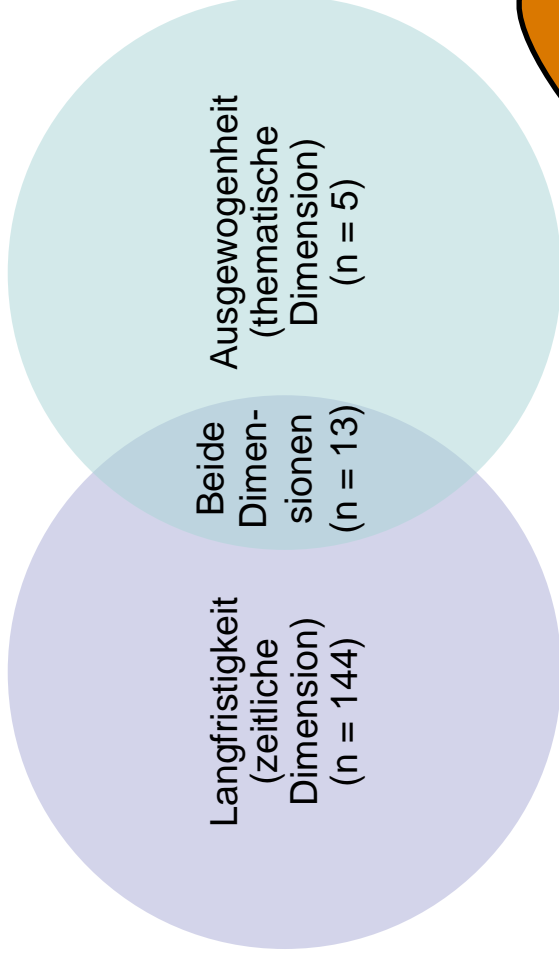 Langfristigkeit
(zeitliche
Dimension)
(n = 144)
Beide
Dimen-
sionen
(n = 13)
Ausgewogenheit
(thematische
Dimension)
(n = 5)